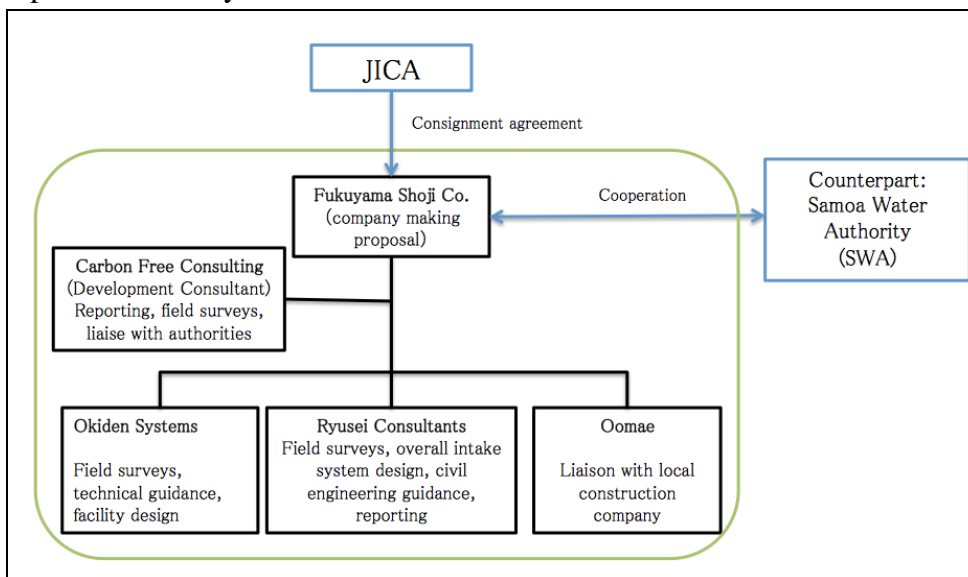 JICA
Consignment agreement
Fukuyama Shoji Co.
(company making
proposal)
Cooperation
Counterpart:
Samoa Water
Authority
(SWA)
Carbon Free Consulting
(Development Consultant)
Reporting, field surveys,
liaise with authorities
Okiden Systems
Field surveys,
technical guidance,
facility design
Ryusei Consultants
Field surveys, overall intake
system design, civil
engineering guidance,
reporting
Oomae
Liaison with local
construction
company